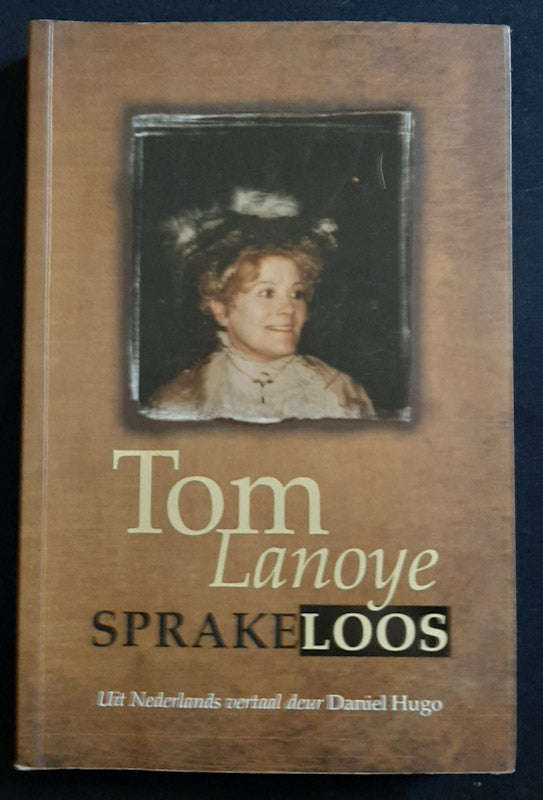 Tom
Lanoye
SPRAKELOOS
Uit Nederlands vertaal deur Daniel Hugo